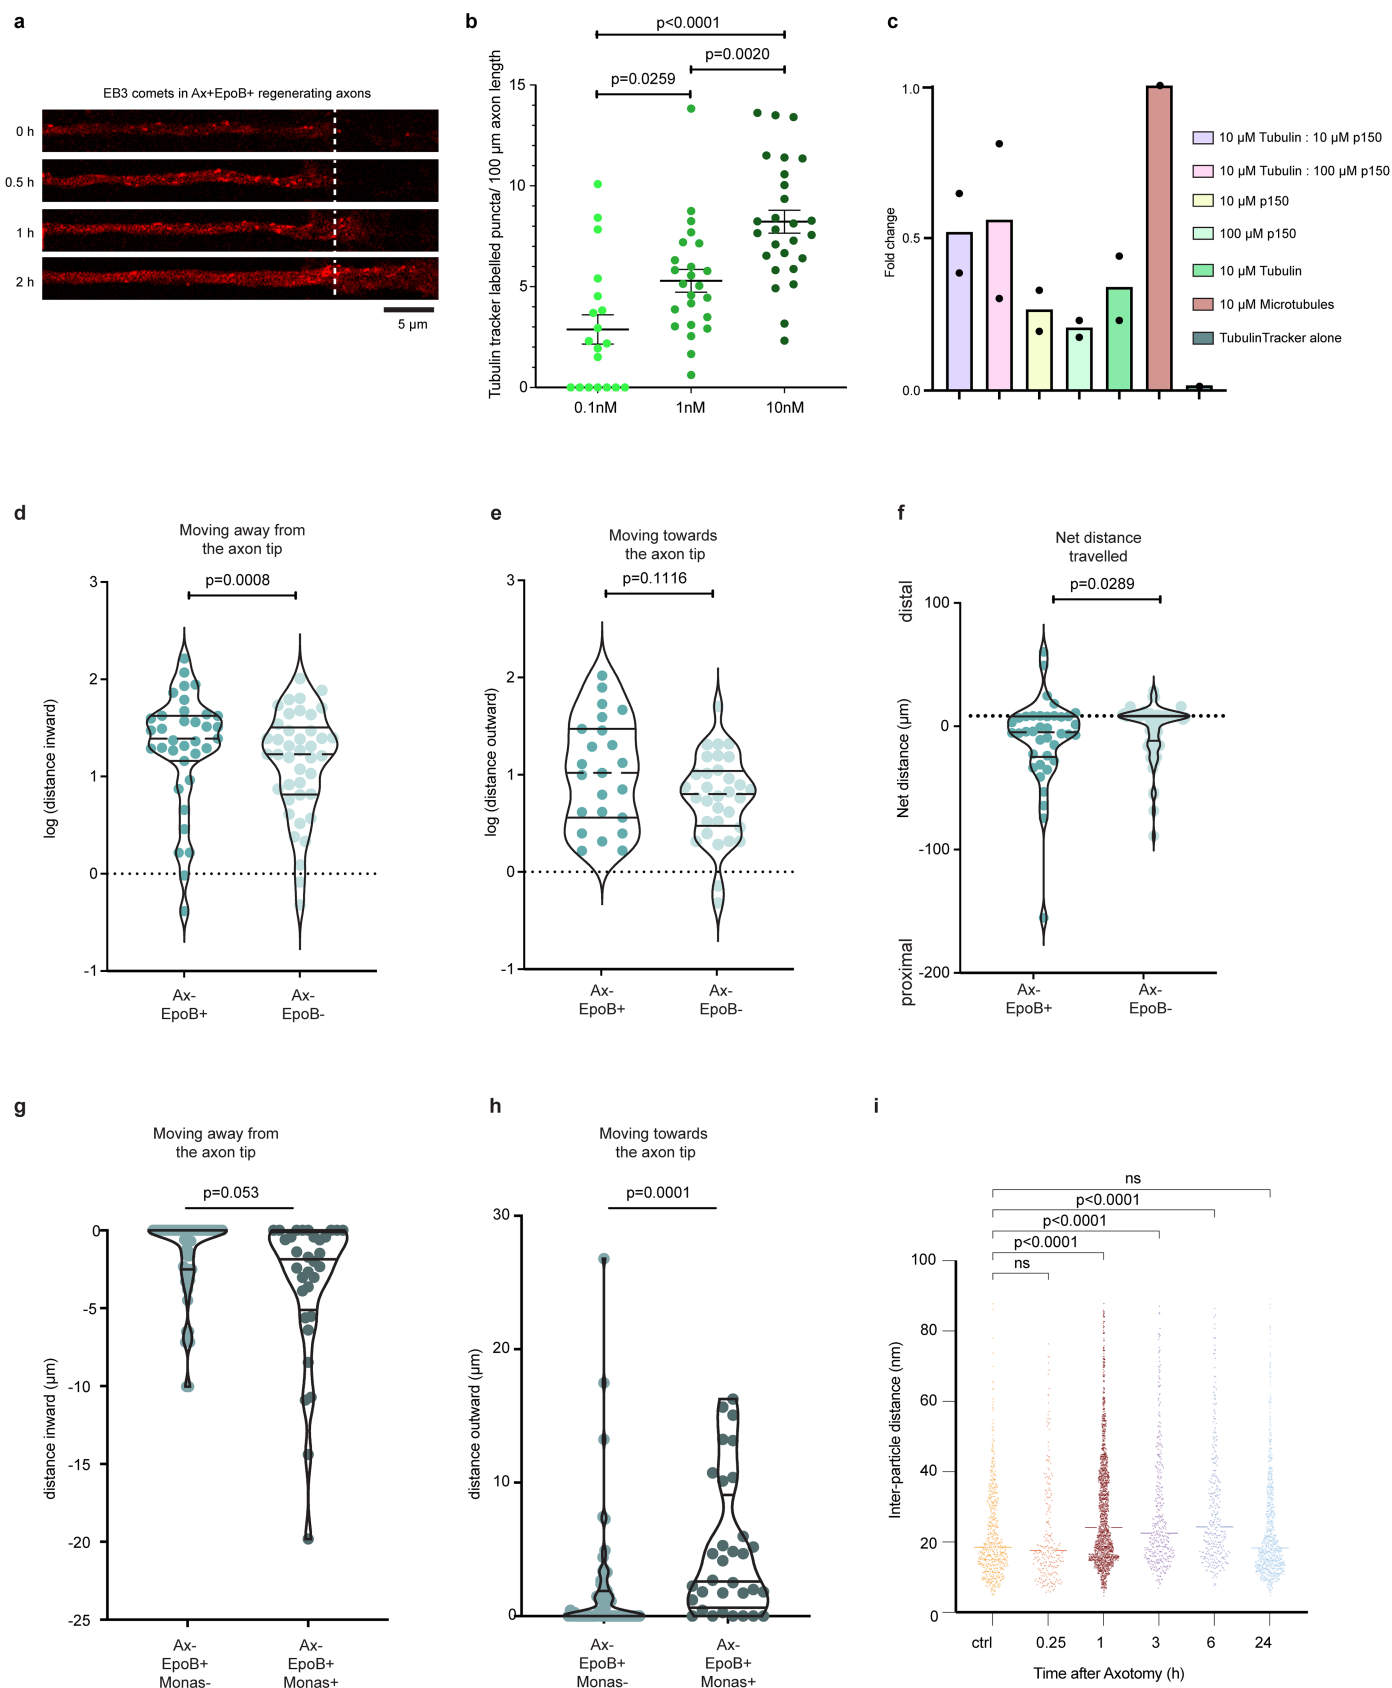 a
EB3 comets in Ax+EpoB+ regenerating axons
0 h
0.5 h
1 h
2 h
5 µm
b
p<0.0001
p=0.0020
p=0.0259
Tubulin tracker labelled puncta/ 100 µm axon length
15
10
5
0
0.1nM
1nM
10nM
c
Fold change
1.0
0.5
0.0
10 µM Tubulin : 10 µM p150
10 µM Tubulin : 100 µM p150
10 µM p150
100 µM p150
10 µM Tubulin
10 µM Microtubules
TubulinTracker alone
d
Moving away from
the axon tip
p=0.0008
log (distance inward)
3
2
1
0
-1
Ax-
EpoB+
Ax-
EpoB-
e
Moving towards
the axon tip
p=0.1116
log (distance outward)
3
2
1
0
-1
Ax-
EpoB+
Ax-
EpoB-
f
Net distance
travelled
p=0.0289
distal
Net distance (µm)
proximal
100
0
-100
-200
Ax-
EpoB+
Ax-
EpoB-
g
Moving away from
the axon tip
p=0.053
distance inward (µm)
0
-5
-10
-15
-20
-25
Ax-
EpoB+
Monas-
Ax-
EpoB+
Monas+
h
Moving towards
the axon tip
p=0.0001
distance outward (µm)
30
20
10
0
Ax-
EpoB+
Monas-
Ax-
EpoB+
Monas+
i
ns
p<0.0001
p<0.0001
p<0.0001
ns
Inter-particle distance (nm)
100
80
60
40
20
0
ctrl
0.25
1
3
6
24
Time after Axotomy (h)